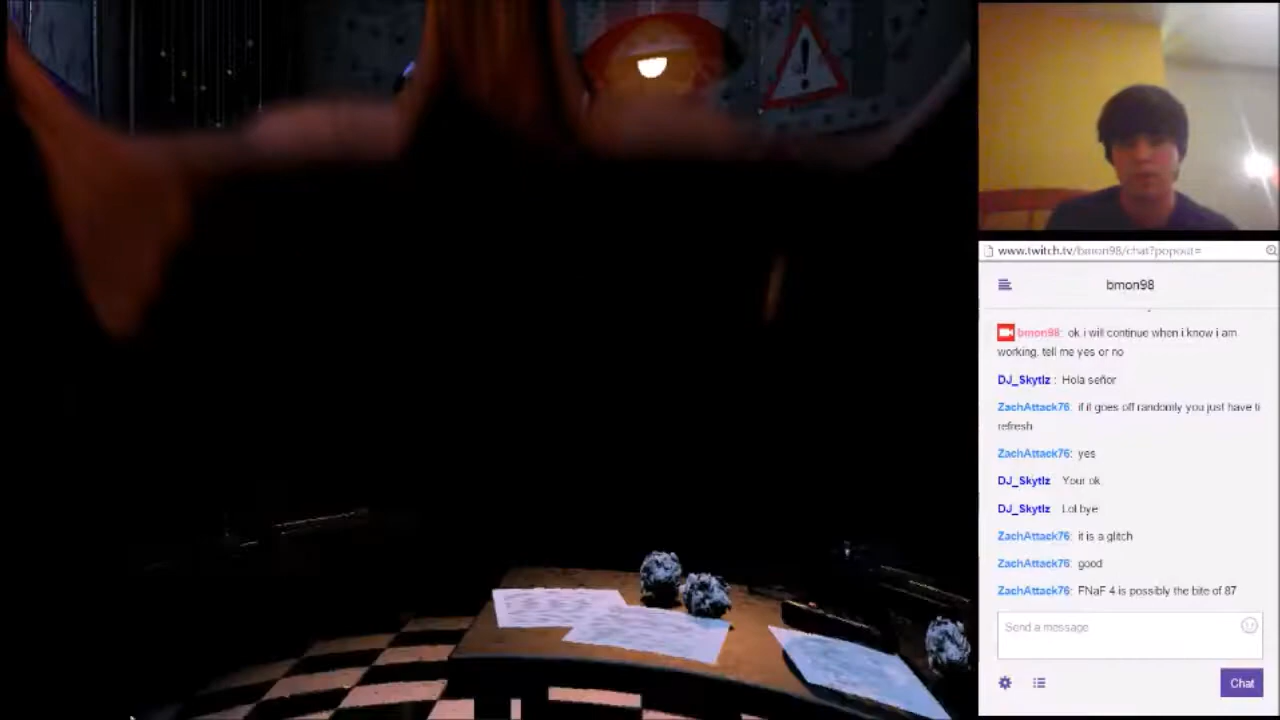 www.twitch.tv/bmon98/chat?popout=
bmon98
bmon98: ok i will continue when i know i am
working. tell me yes or no
DJ_Skytlz : Hola señor
ZachAttack76: if it goes off randomly you just have ti
refresh
ZachAttack76: yes
DJ_Skytlz Your ok
DJ_Skytlz Lol bye
ZachAttack76: it is a glitch
ZachAttack76: good
ZachAttack76: FNaF 4 is possibly the bite of 87
Send a message
Chat